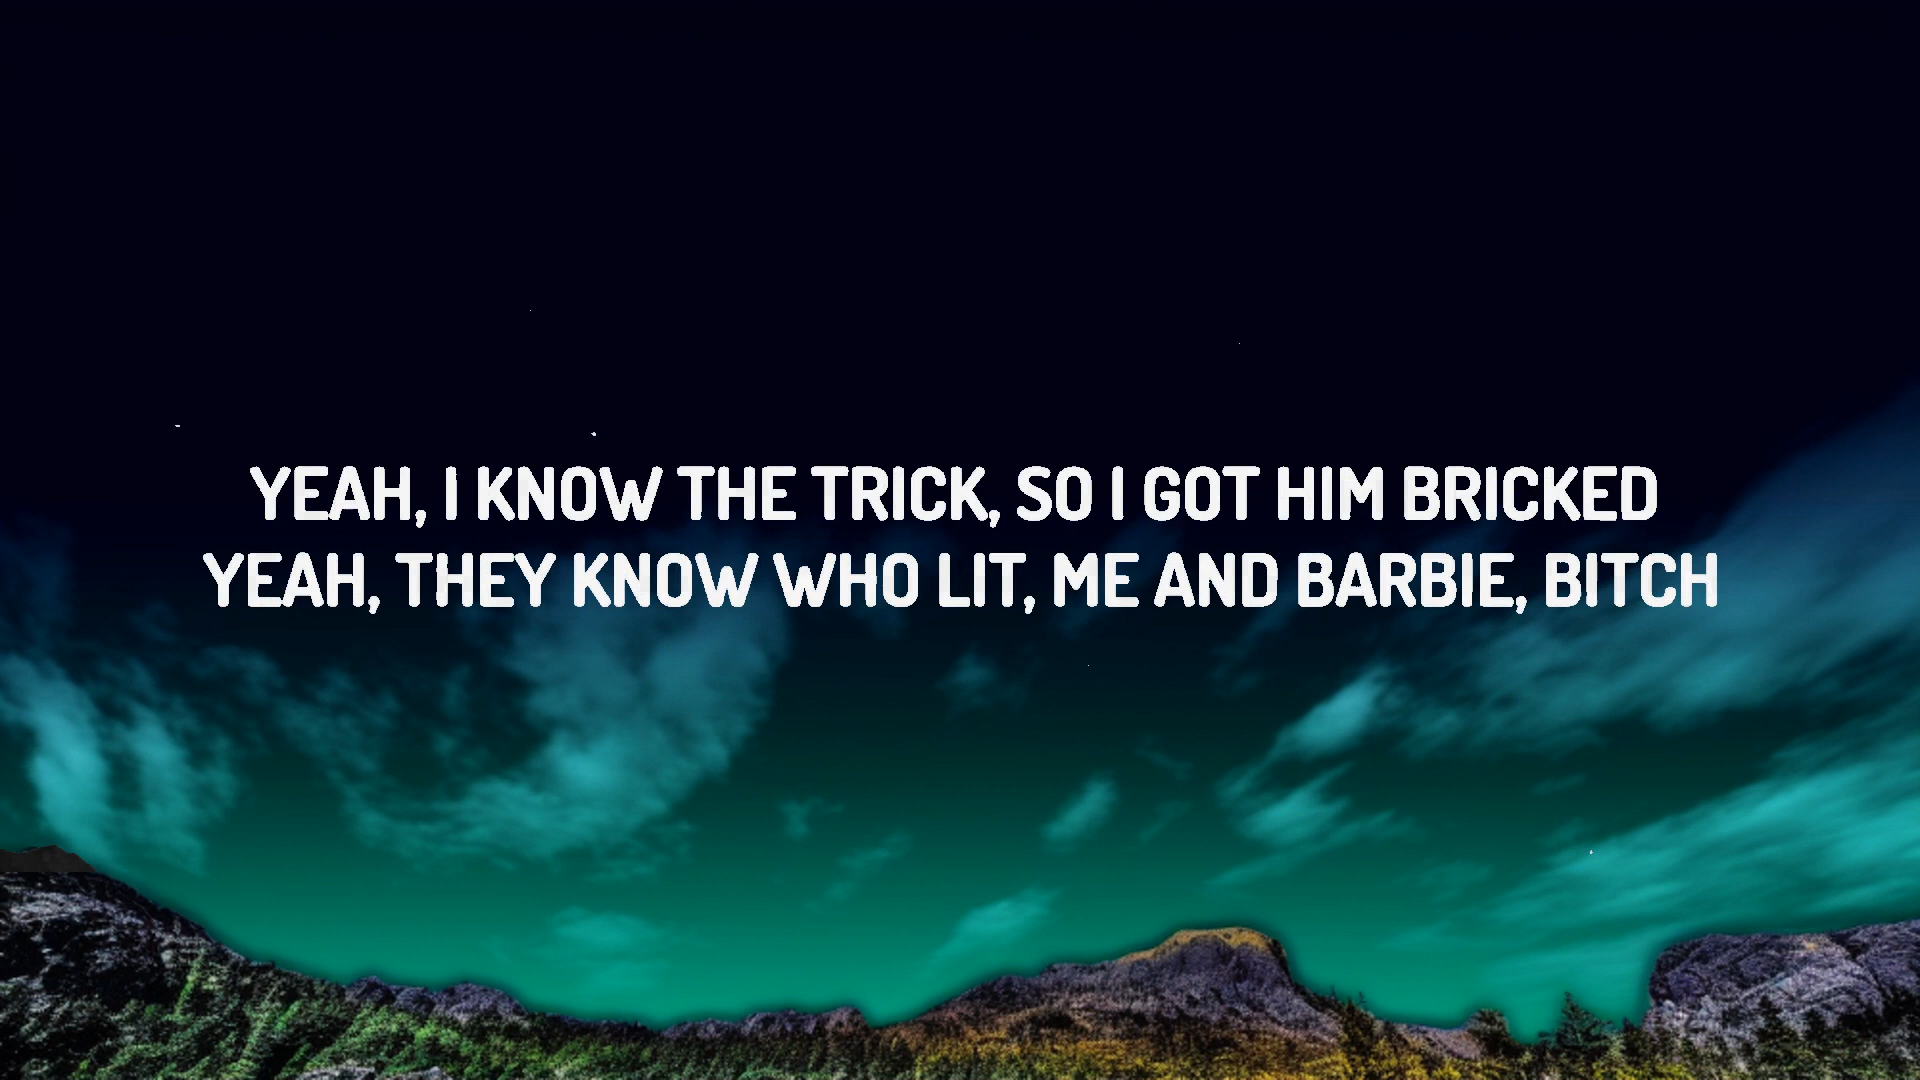 YEAH, I KNOW THE TRICK, SO I GOT HIM BRICKED
YEAH, THEY KNOW WHO LIT, ME AND BARBIE, BITCH